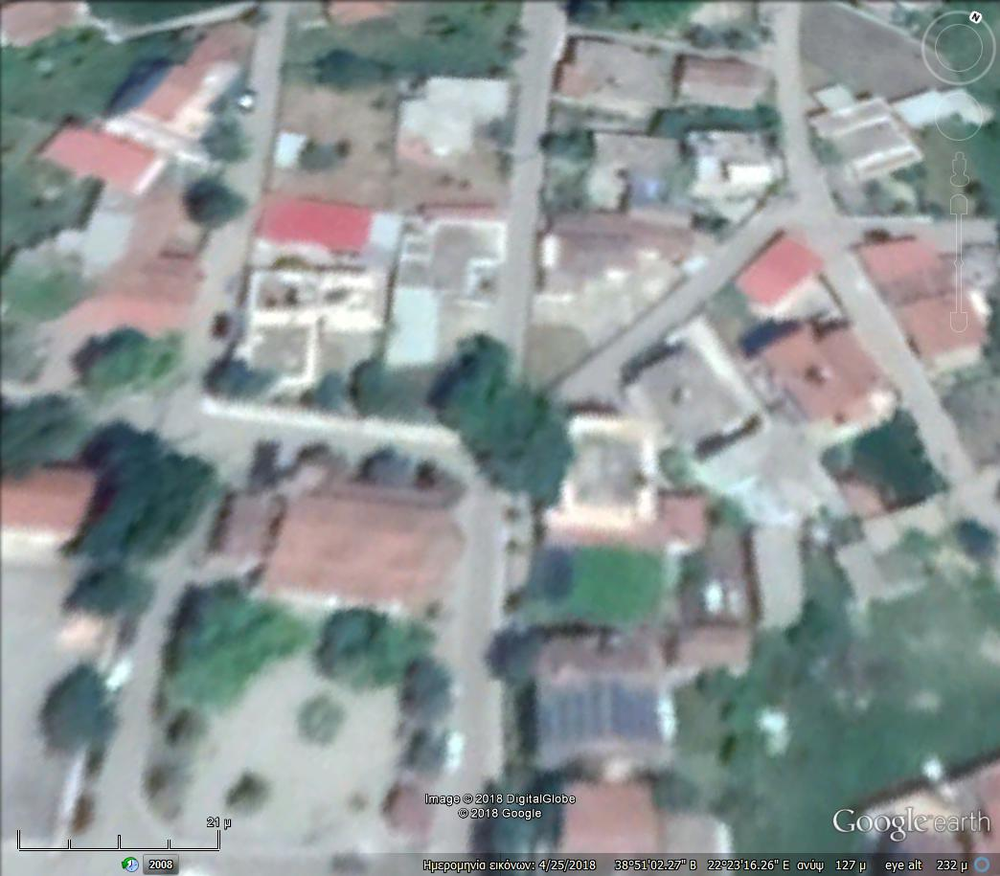 N
21 μ
Image © 2018 DigitalGlobe
© 2018 Google
Google earth
2008
Ημερομηνία εικόνων: 4/25/2018 38°51'02.27" Β 22°23'16.26" Ε ανύψ 127 μ eye alt 232 μ